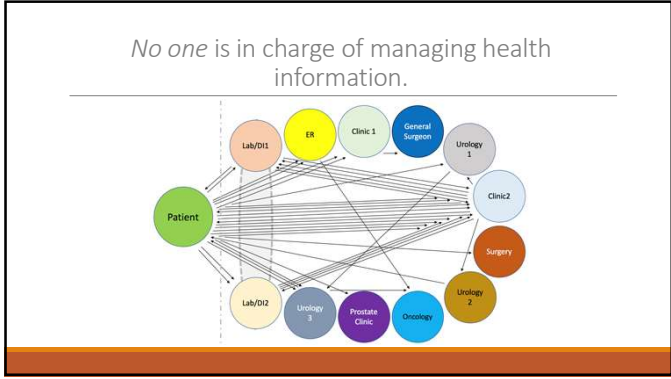 No one is in charge of managing health
information.
Lab/DI1
ER
Clinic 1
General
Surgeon
Urology
1
Clinic2
Patient
Surgery
Lab/DI2
Urology
3
Prostate
Clinic
Oncology
Urology
2